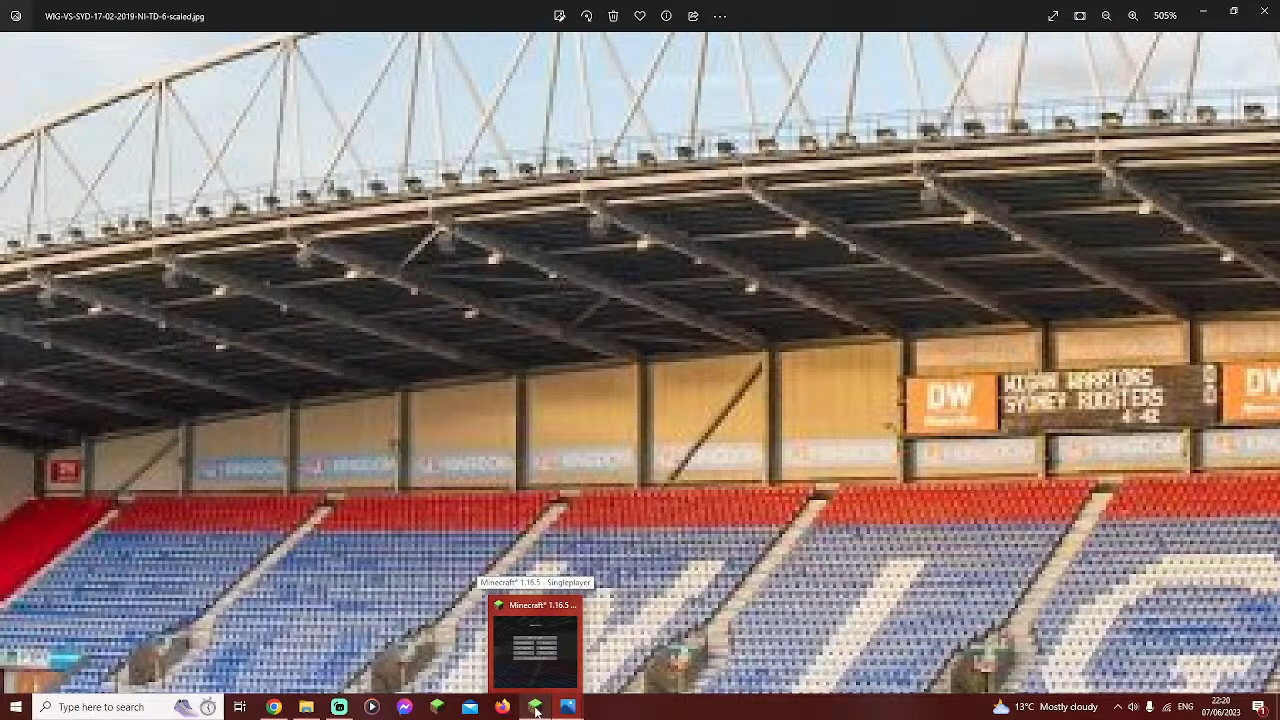 WIG-VS-SYD-17-02-2019-NI-TD-6-scaled.jpg
505%
DW
WIGAN WARRIORS
SYDNEY ROOSTERS
DW
Minecraft* 1.16.5 - Singleplayer
Minecraft* 1.16.5 ...
Type here to search
13°C Mostly cloudy
ENG
22:20
07/06/2023